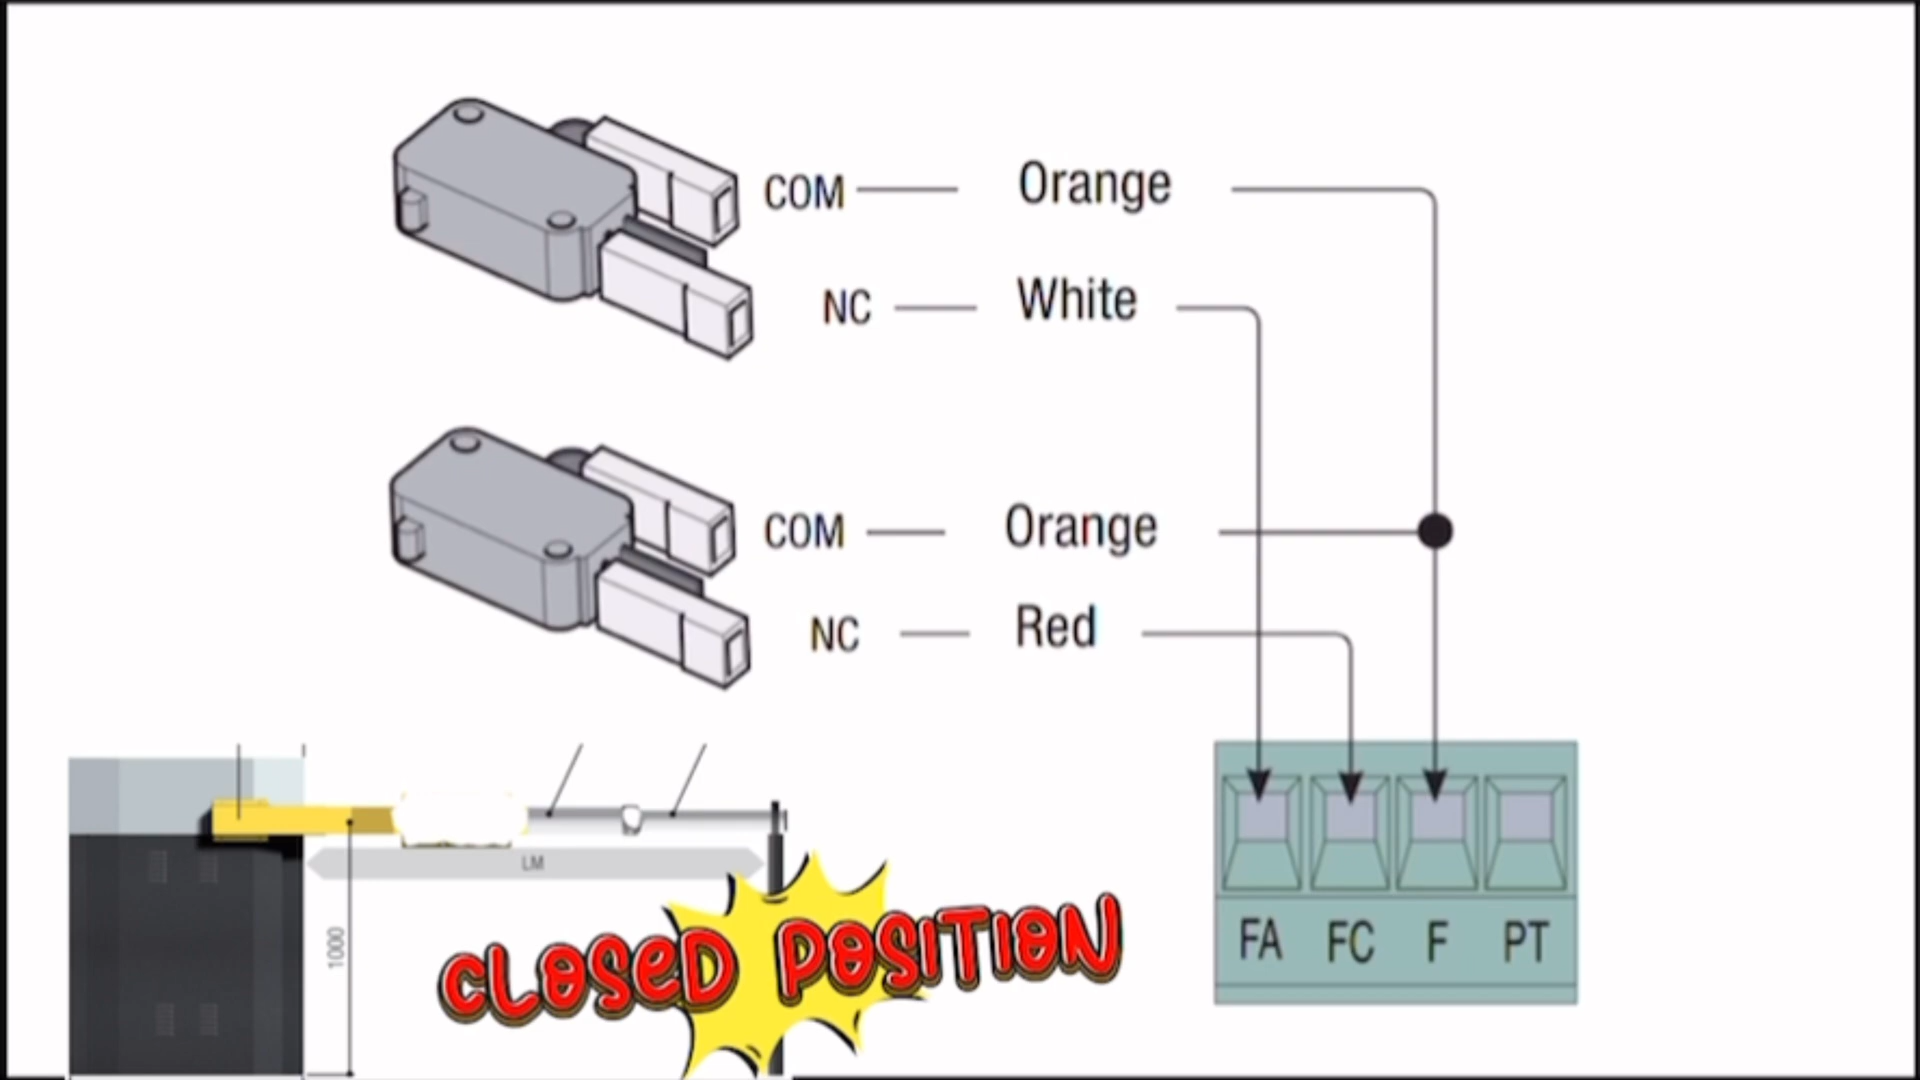 COM Orange
NC White
COM Orange
NC Red
LM
1000
CLOSED POSITION
FA FC F PT